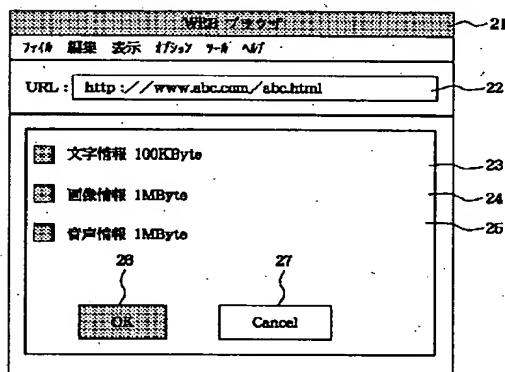 WEB ブラウザ
21
ファイル 編集 表示 オプション ツール ヘルプ
URL : http://www.abc.com/abc.html
22
文字情報 100KByte
23
画像情報 1MByte
24
音声情報 1MByte
25
26
27
OK
Cancel